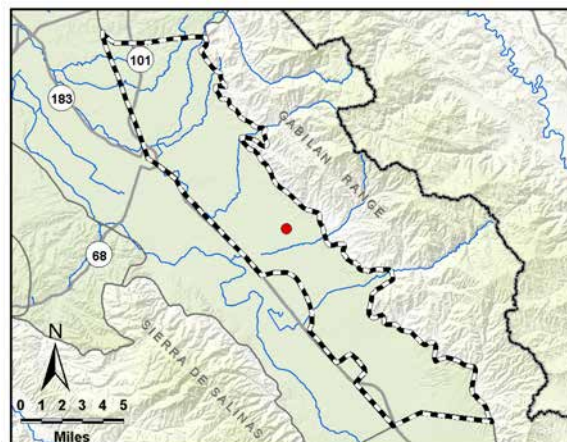 101
183
GABILAN RANGE
68
SIERRA DE SALINAS
N
0 1 2 3 4 5
Miles